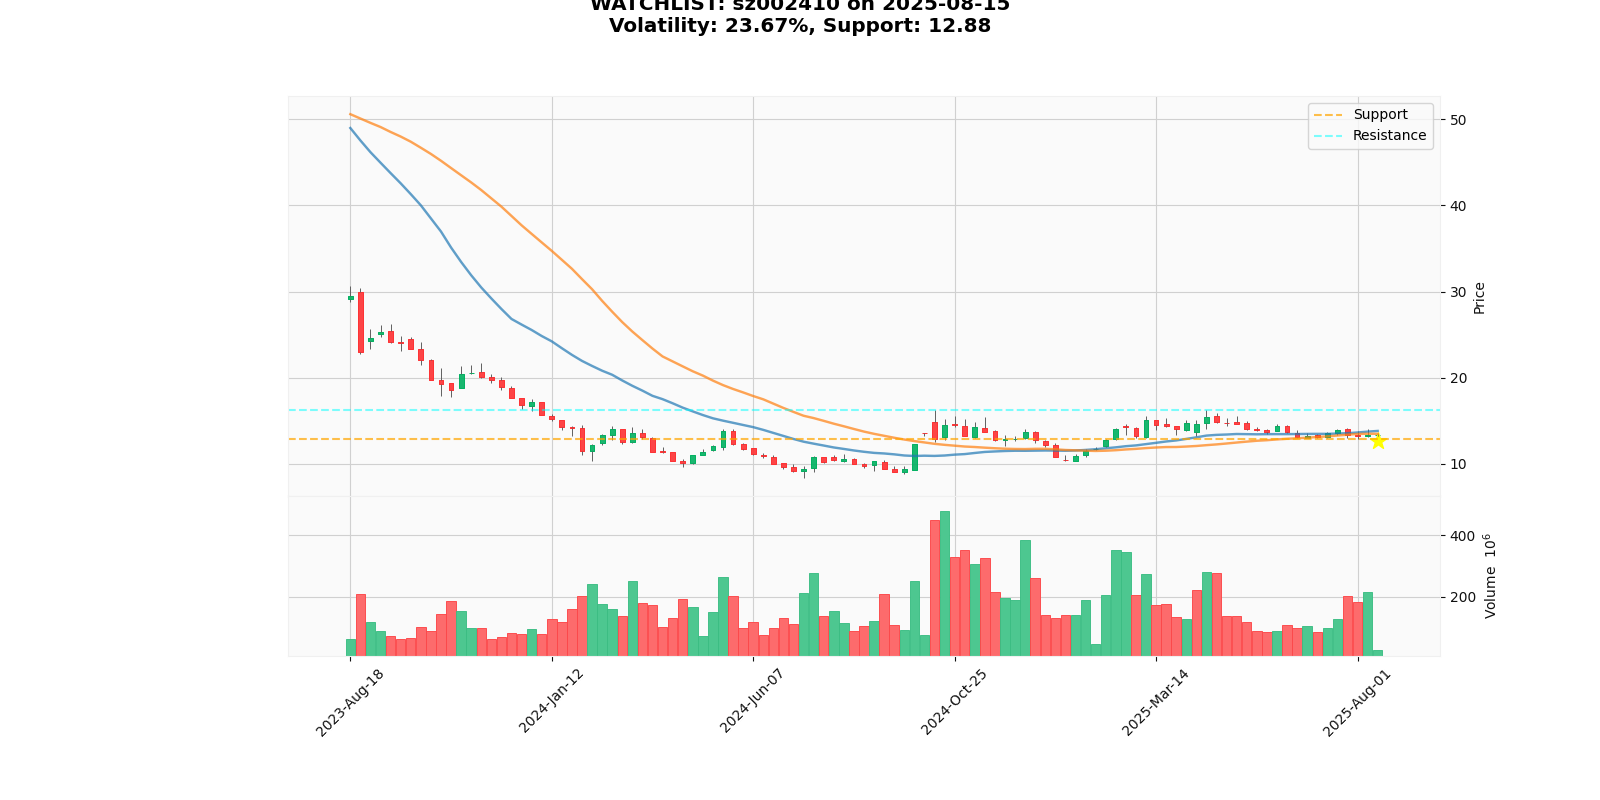 WATCHLIST: sz002410 on 2025-08-15
Volatility: 23.67%, Support: 12.88
Support
Resistance
50
40
30
20
10
Price
400
200
Volume 10^6
2023-Aug-18
2024-Jan-12
2024-Jun-07
2024-Oct-25
2025-Mar-14
2025-Aug-01